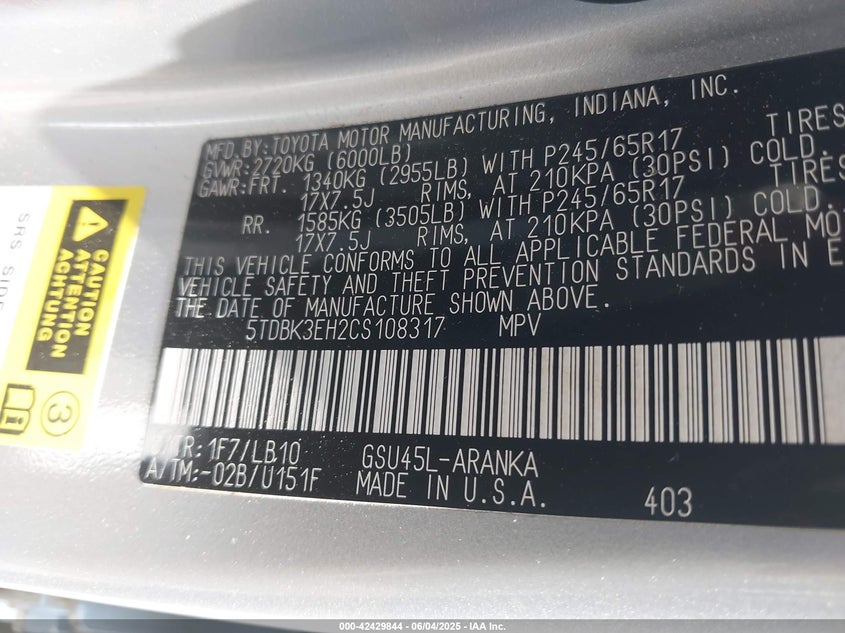 MFD.BY:TOYOTA MOTOR MANUFACTURING, INDIANA, INC.
GVWR:2720KG (6000LB)
GAWR:FRT. 1340KG (2955LB) WITH P245/65R17 TIRES
17X7.5J RIMS, AT 210KPA (30PSI) COLD.
RR. 1585KG (3505LB) WITH P245/65R17 TIRES
17X7.5J RIMS, AT 210KPA (30PSI) COLD.
THIS VEHICLE CONFORMS TO ALL APPLICABLE FEDERAL
VEHICLE SAFETY AND THEFT PREVENTION STANDARDS IN
THE DATE OF MANUFACTURE SHOWN ABOVE.
5TDBK3EH2CS108317 MPV
1F7/LB10 GSU45L-ARANKA
A/TM:-02B/U151F MADE IN U.S.A. 403
SRS SIDE
CAUTION
ATTENTION
ACHTUNG
3
000-42429844 - 06/04/2025 - IAA Inc.